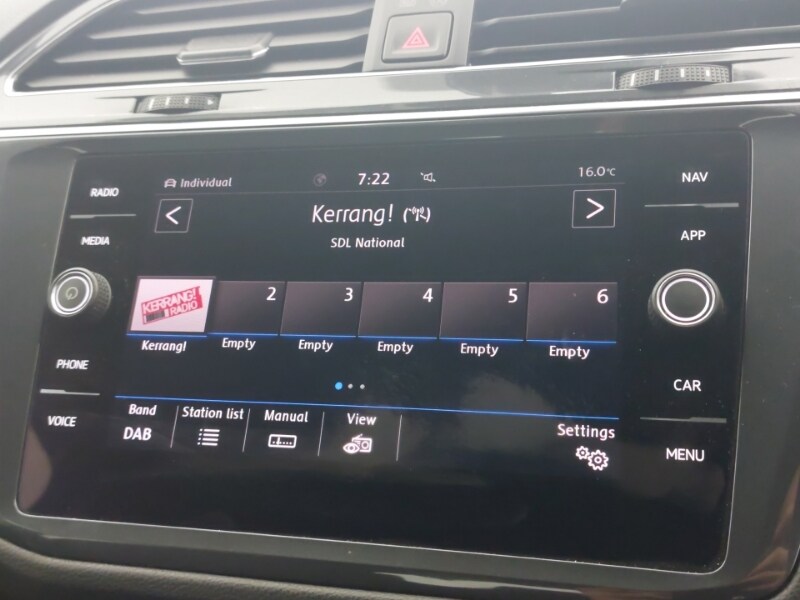 RADIO
MEDIA
PHONE
VOICE
Individual 7:22 16.0°C
< Kerrang! >
SDL National
KERRANG! RADIO 2 3 4 5 6
Kerrang! Empty Empty Empty Empty Empty
Band Station list Manual View Settings
DAB
NAV
APP
CAR
MENU